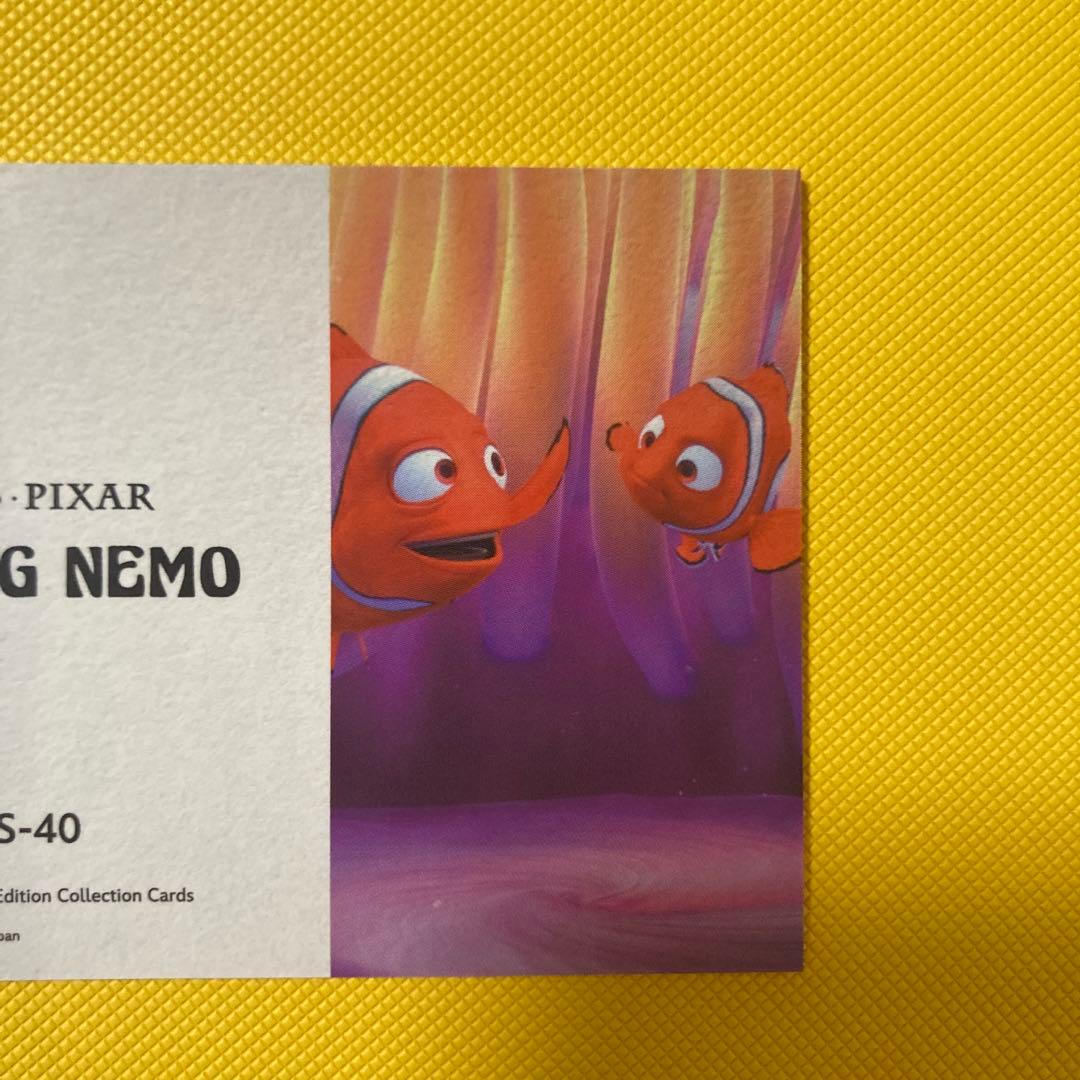 · PIXAR
G NEMO
S-40
Edition Collection Cards
pan